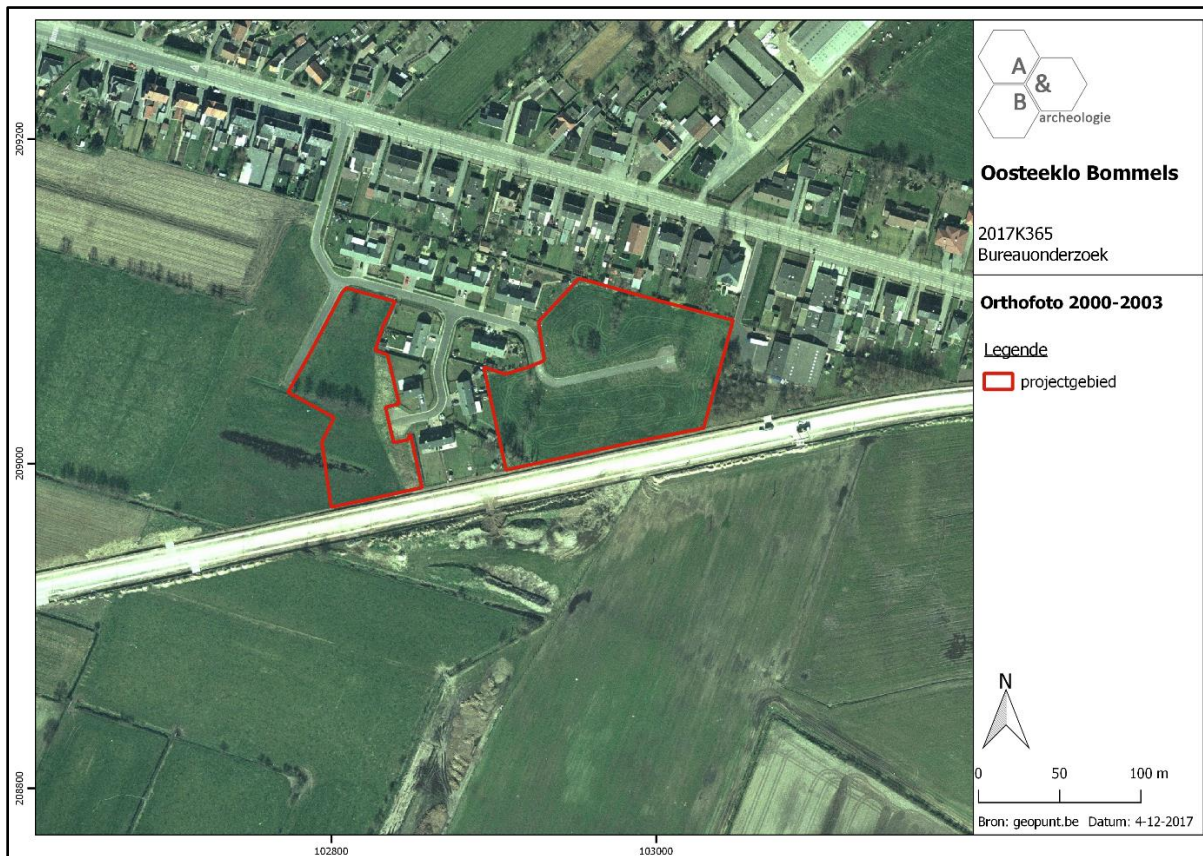 A
&
B
archeologie
Oosteeklo Bommels
2017K365
Bureauonderzoek
Orthofoto 2000-2003
Legende
projectgebied
N
0 50 100 m
Bron: geopunt.be Datum: 4-12-2017
209200
209000
208800
102800 103000